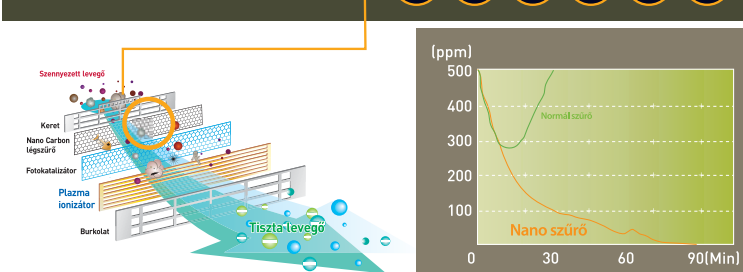 Szennyezett levegő
Keret
Nano Carbon
légszűrő
Fotokatalizátor
Plazma
ionizátor
Burkolat
Tiszta levegő
(ppm)
500
400
300
200
100
Normál szűrő
Nano szűrő
0 30 60 90(Min)